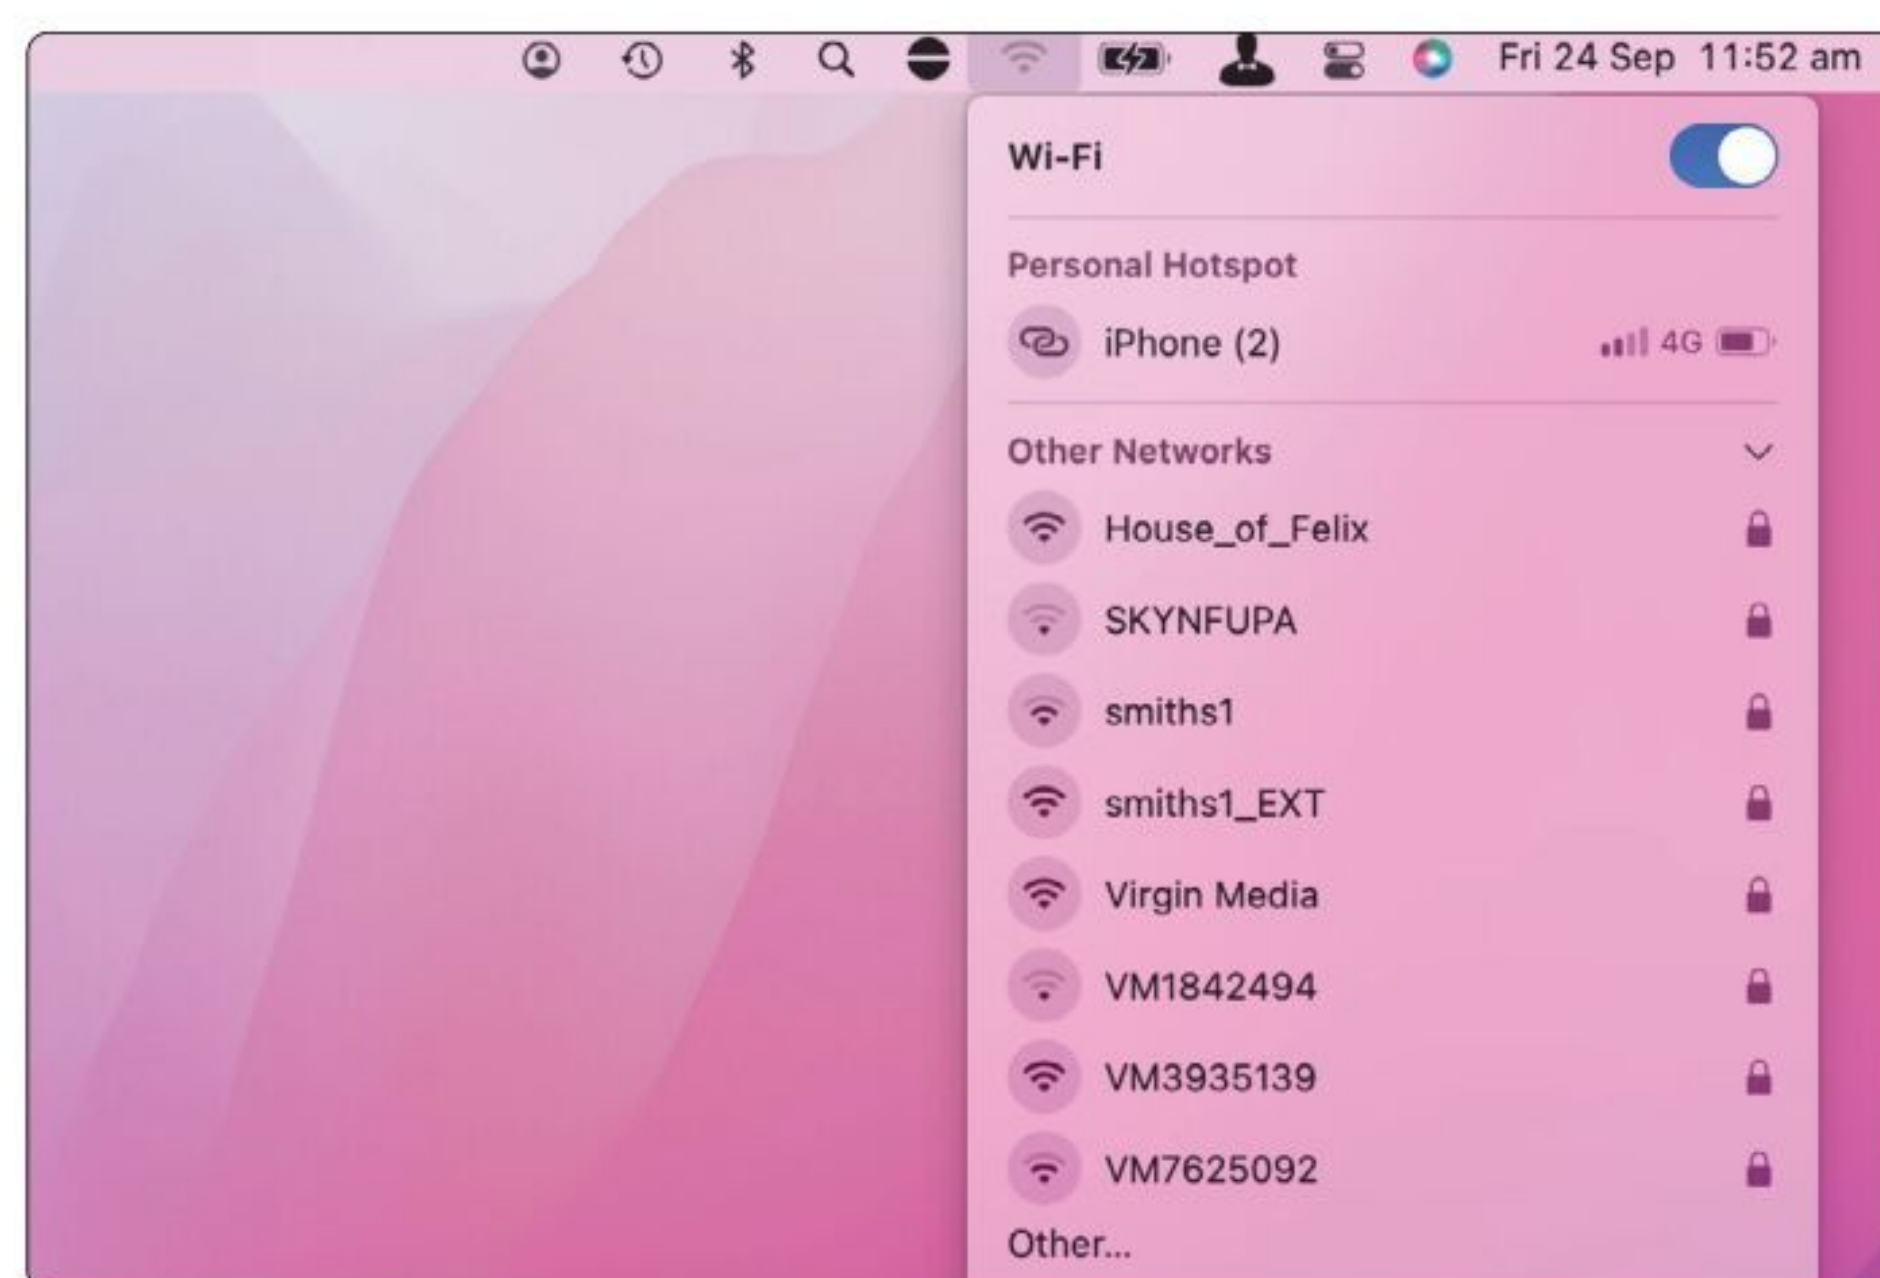 Fri 24 Sep 11:52 am
Wi-Fi
Personal Hotspot
iPhone (2) 4G
Other Networks
House_of_Felix
SKYNFUPA
smiths1
smiths1_EXT
Virgin Media
VM1842494
VM3935139
VM7625092
Other...